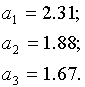 a₁ = 2.31;
a₂ = 1.88;
a₃ = 1.67.